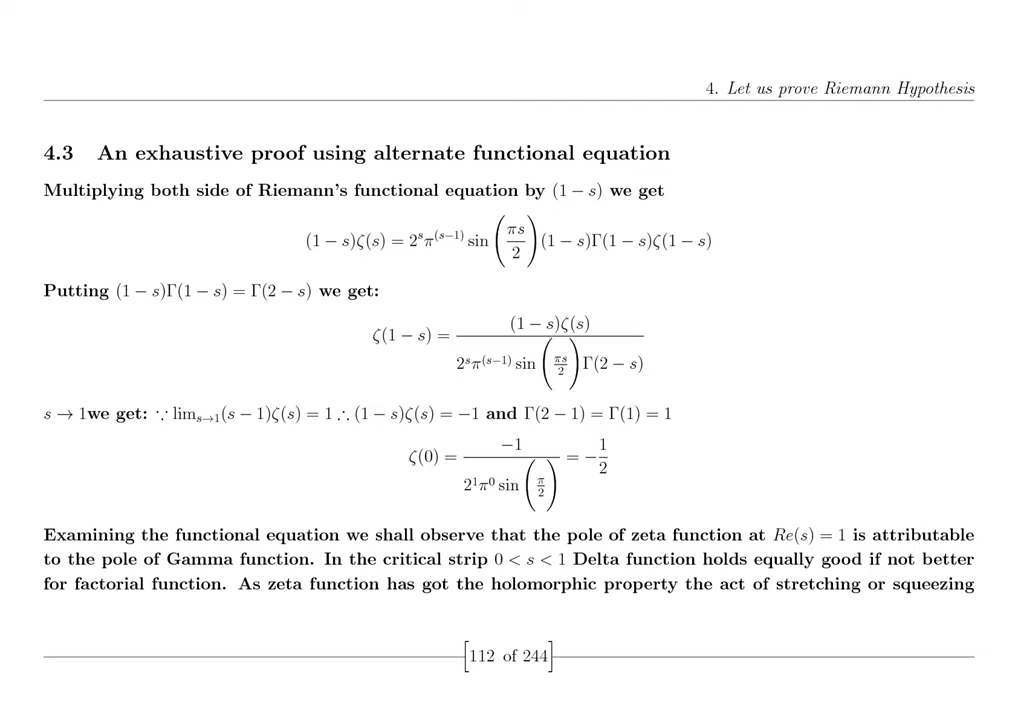 4. Let us prove Riemann Hypothesis
4.3 An exhaustive proof using alternate functional equation
Multiplying both side of Riemann's functional equation by (1 − s) we get
(1 − s)ζ(s) = 2^s π^(s−1) sin(πs/2)(1 − s)Γ(1 − s)ζ(1 − s)
Putting (1 − s)Γ(1 − s) = Γ(2 − s) we get:
ζ(1 − s) = (1 − s)ζ(s) / 2^s π^(s−1) sin(πs/2)Γ(2 − s)
s → 1we get: ∵ lim_{s→1}(s − 1)ζ(s) = 1 ∴ (1 − s)ζ(s) = −1 and Γ(2 − 1) = Γ(1) = 1
ζ(0) = −1 / 2^1 π^0 sin(π/2) = −1/2
Examining the functional equation we shall observe that the pole of zeta function at Re(s) = 1 is attributable
to the pole of Gamma function. In the critical strip 0 < s < 1 Delta function holds equally good if not better
for factorial function. As zeta function has got the holomorphic property the act of stretching or squeezing
112 of 244